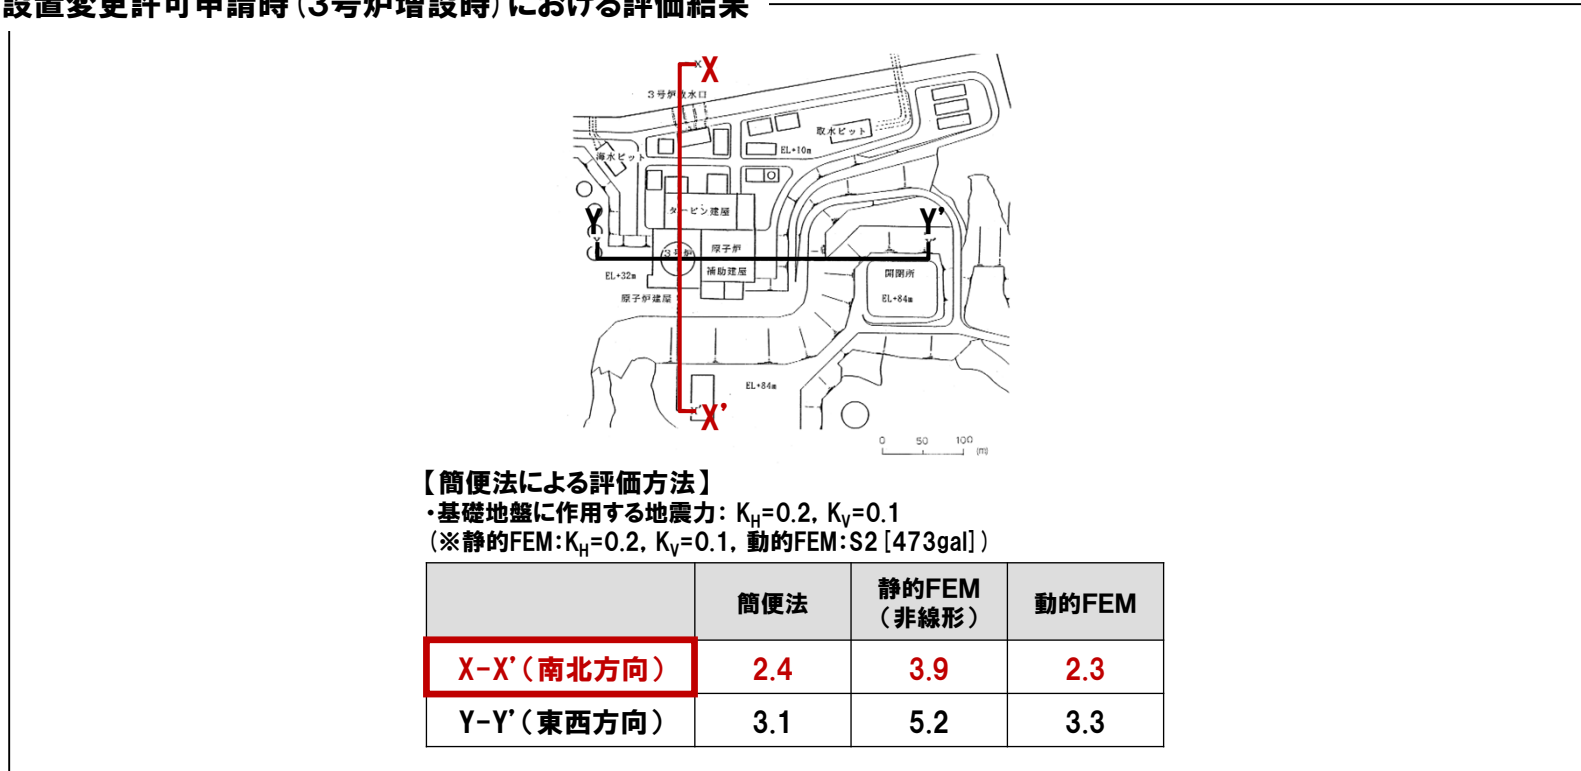 設置変更許可申請時(3号炉増設時)における評価結果
X
3号炉放水口
取水ピット
EL+10m
海水ピット
タービン建屋
Y
Y'
3号炉
原子炉
補助建屋
EL+32m
原子炉建屋
開閉所
EL+84m
EL+84m
X'
0 50 100
(m)
【簡便法による評価方法】
・基礎地盤に作用する地震力: KH=0.2, KV=0.1
(※静的FEM:KH=0.2, KV=0.1, 動的FEM:S2[473gal])
簡便法 静的FEM(非線形) 動的FEM
X-X'(南北方向) 2.4 3.9 2.3
Y-Y'(東西方向) 3.1 5.2 3.3